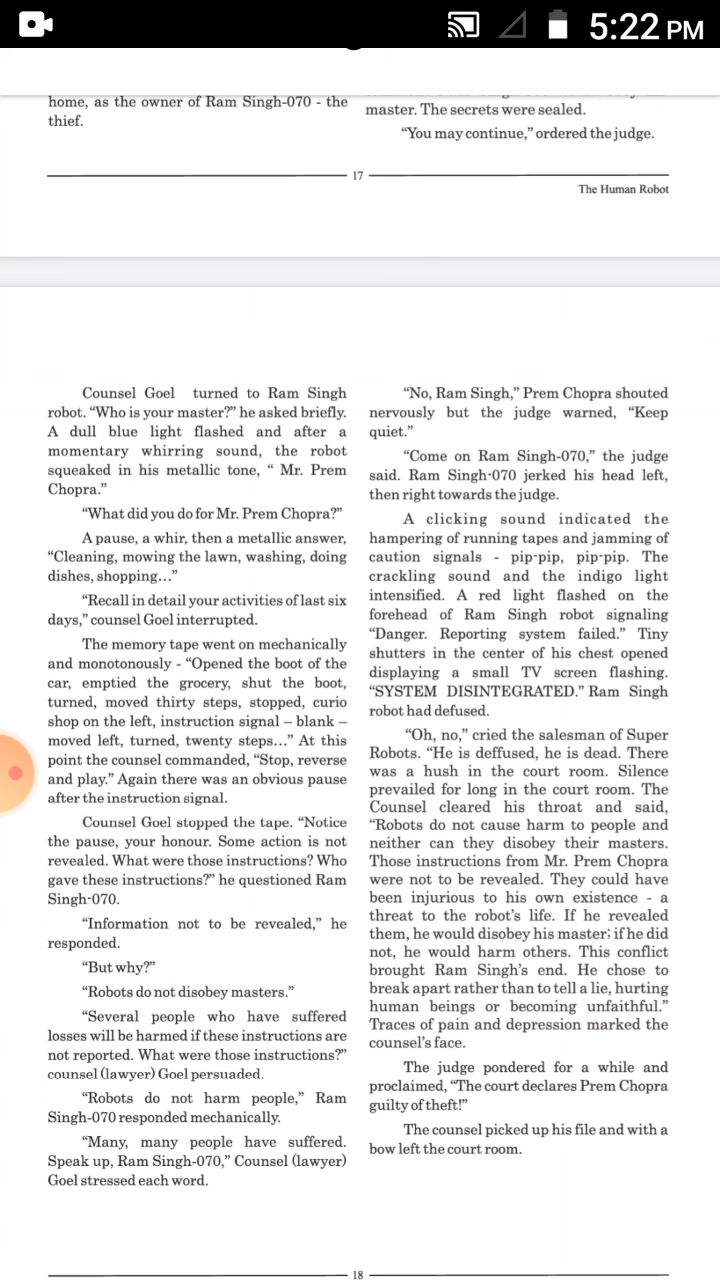 5:22 PM
home, as the owner of Ram Singh-070 - the
thief.
master. The secrets were sealed.
“You may continue,” ordered the judge.
17
The Human Robot
Counsel Goel turned to Ram Singh
robot. “Who is your master?” he asked briefly.
A dull blue light flashed and after a
momentary whirring sound, the robot
squeaked in his metallic tone, “ Mr. Prem
Chopra.”
“What did you do for Mr. Prem Chopra?”
A pause, a whir, then a metallic answer,
“Cleaning, mowing the lawn, washing, doing
dishes, shopping...”
“Recall in detail your activities of last six
days,” counsel Goel interrupted.
The memory tape went on mechanically
and monotonously - “Opened the boot of the
car, emptied the grocery, shut the boot,
turned, moved thirty steps, stopped, curio
shop on the left, instruction signal – blank –
moved left, turned, twenty steps...” At this
point the counsel commanded, “Stop, reverse
and play.” Again there was an obvious pause
after the instruction signal.
Counsel Goel stopped the tape. “Notice
the pause, your honour. Some action is not
revealed. What were those instructions? Who
gave these instructions?” he questioned Ram
Singh-070.
“Information not to be revealed,” he
responded.
“But why?”
“Robots do not disobey masters.”
“Several people who have suffered
losses will be harmed if these instructions are
not reported. What were those instructions?”
counsel (lawyer) Goel persuaded.
“Robots do not harm people,” Ram
Singh-070 responded mechanically.
“Many, many people have suffered.
Speak up, Ram Singh-070,” Counsel (lawyer)
Goel stressed each word.
“No, Ram Singh,” Prem Chopra shouted
nervously but the judge warned, “Keep
quiet.”
“Come on Ram Singh-070,” the judge
said. Ram Singh-070 jerked his head left,
then right towards the judge.
A clicking sound indicated the
hampering of running tapes and jamming of
caution signals - pip-pip, pip-pip. The
crackling sound and the indigo light
intensified. A red light flashed on the
forehead of Ram Singh robot signaling
“Danger. Reporting system failed.” Tiny
shutters in the center of his chest opened
displaying a small TV screen flashing.
“SYSTEM DISINTEGRATED.” Ram Singh
robot had defused.
“Oh, no,” cried the salesman of Super
Robots. “He is deffused, he is dead. There
was a hush in the court room. Silence
prevailed for long in the court room. The
Counsel cleared his throat and said,
“Robots do not cause harm to people and
neither can they disobey their masters.
Those instructions from Mr. Prem Chopra
were not to be revealed. They could have
been injurious to his own existence - a
threat to the robot’s life. If he revealed
them, he would disobey his master; if he did
not, he would harm others. This conflict
brought Ram Singh’s end. He chose to
break apart rather than to tell a lie, hurting
human beings or becoming unfaithful.”
Traces of pain and depression marked the
counsel’s face.
The judge pondered for a while and
proclaimed, “The court declares Prem Chopra
guilty of theft!”
The counsel picked up his file and with a
bow left the court room.
18